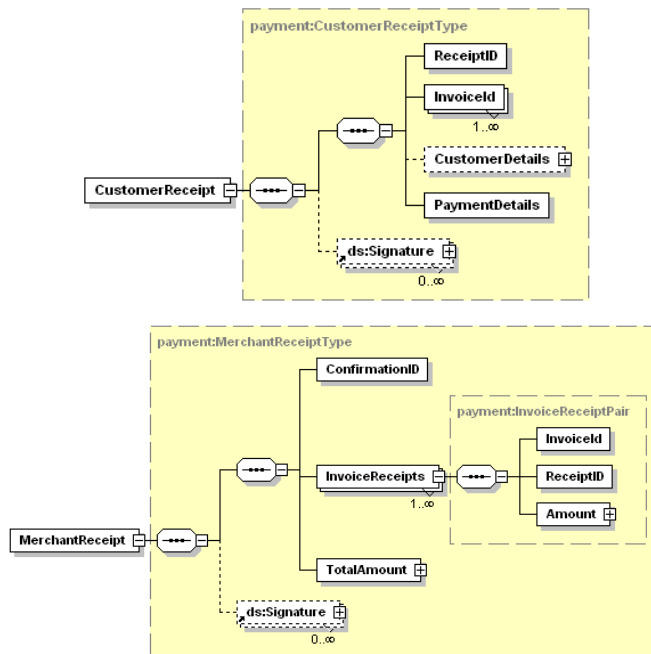 payment:CustomerReceiptType
ReceiptID
InvoiceId
1..∞
CustomerDetails
CustomerReceipt
PaymentDetails
ds:Signature
0..∞
payment:MerchantReceiptType
ConfirmationID
payment:InvoiceReceiptPair
InvoiceId
InvoiceReceipts
1..∞
ReceiptID
Amount
MerchantReceipt
TotalAmount
ds:Signature
0..∞